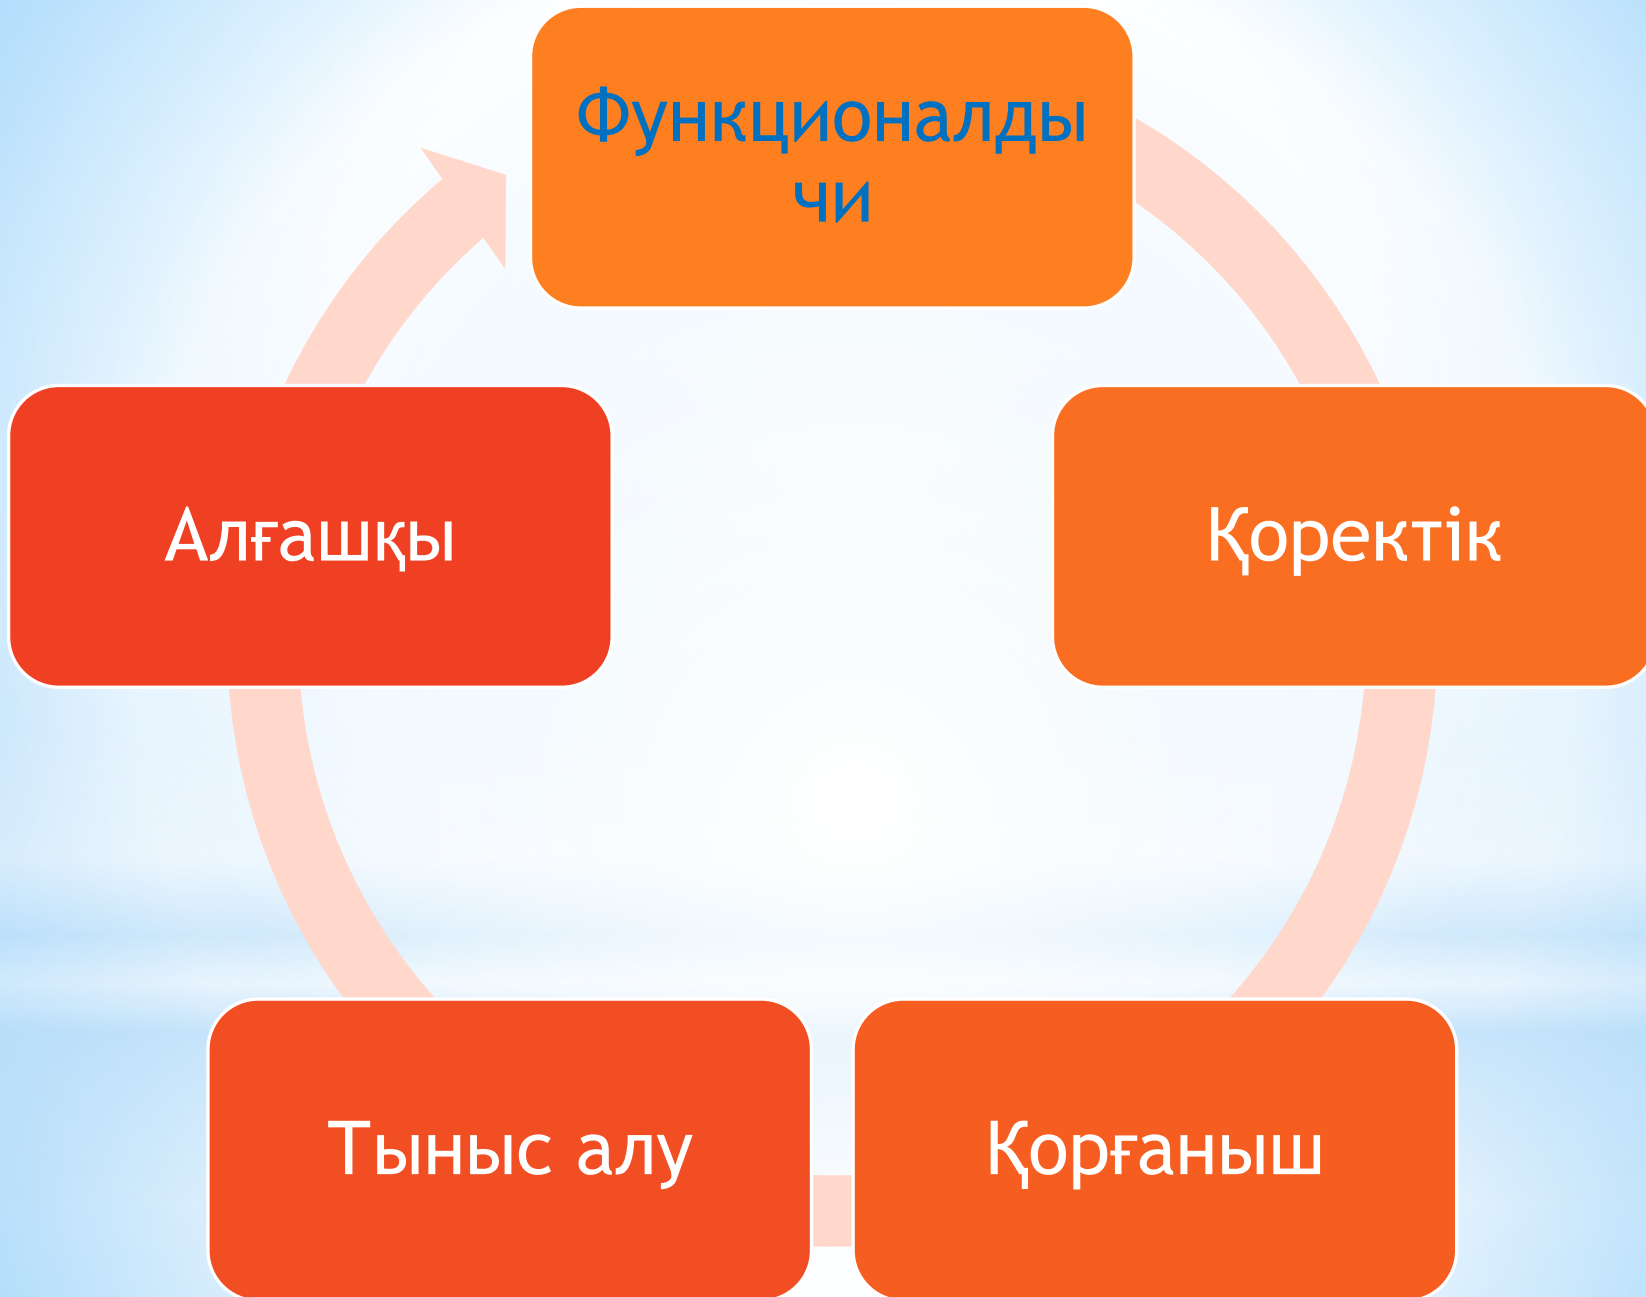 Функционалды
чи
Қоректік
Қорғаныш
Тыныс алу
Алғашқы